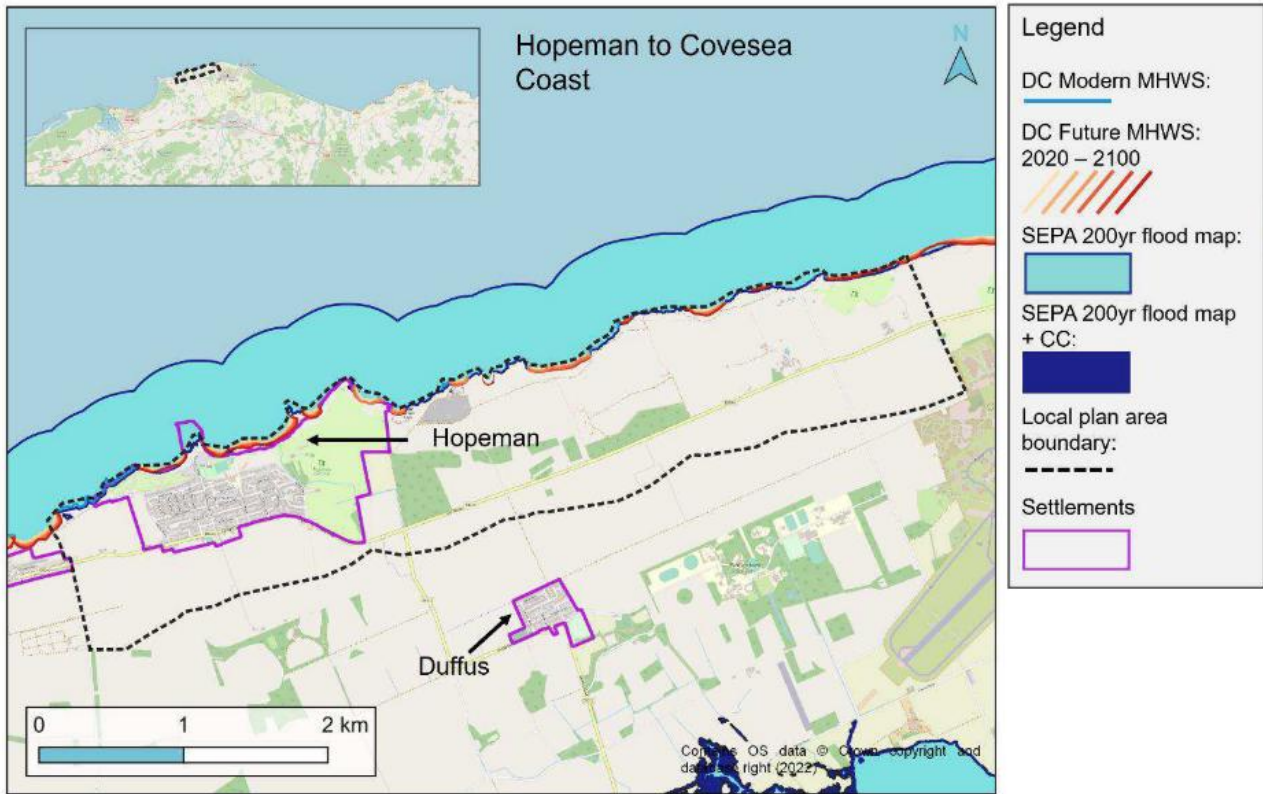 Hopeman to Covesea
Coast
N
Hopeman
Duffus
0 1 2 km
Contains OS data © Crown copyright and
database right (2022)
Legend
DC Modern MHWS:
DC Future MHWS:
2020 – 2100
SEPA 200yr flood map:
SEPA 200yr flood map
+ CC:
Local plan area
boundary:
Settlements